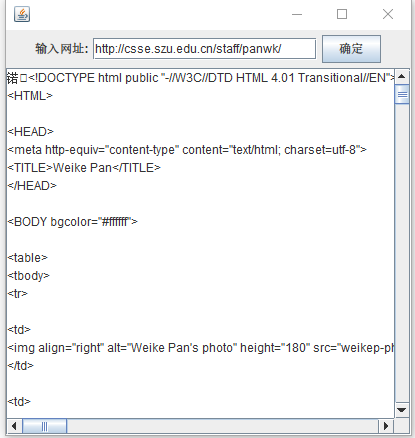 输入网址: http://csse.szu.edu.cn/staff/panwk/ 确定
锘<!DOCTYPE html public "-//W3C//DTD HTML 4.01 Transitional//EN">
<HTML>
<HEAD>
<meta http-equiv="content-type" content="text/html; charset=utf-8">
<TITLE>Weike Pan</TITLE>
</HEAD>
<BODY bgcolor="#ffffff">
<table>
<tbody>
<tr>
<td>
<img align="right" alt="Weike Pan's photo" height="180" src="weikep-ph
</td>
<td>